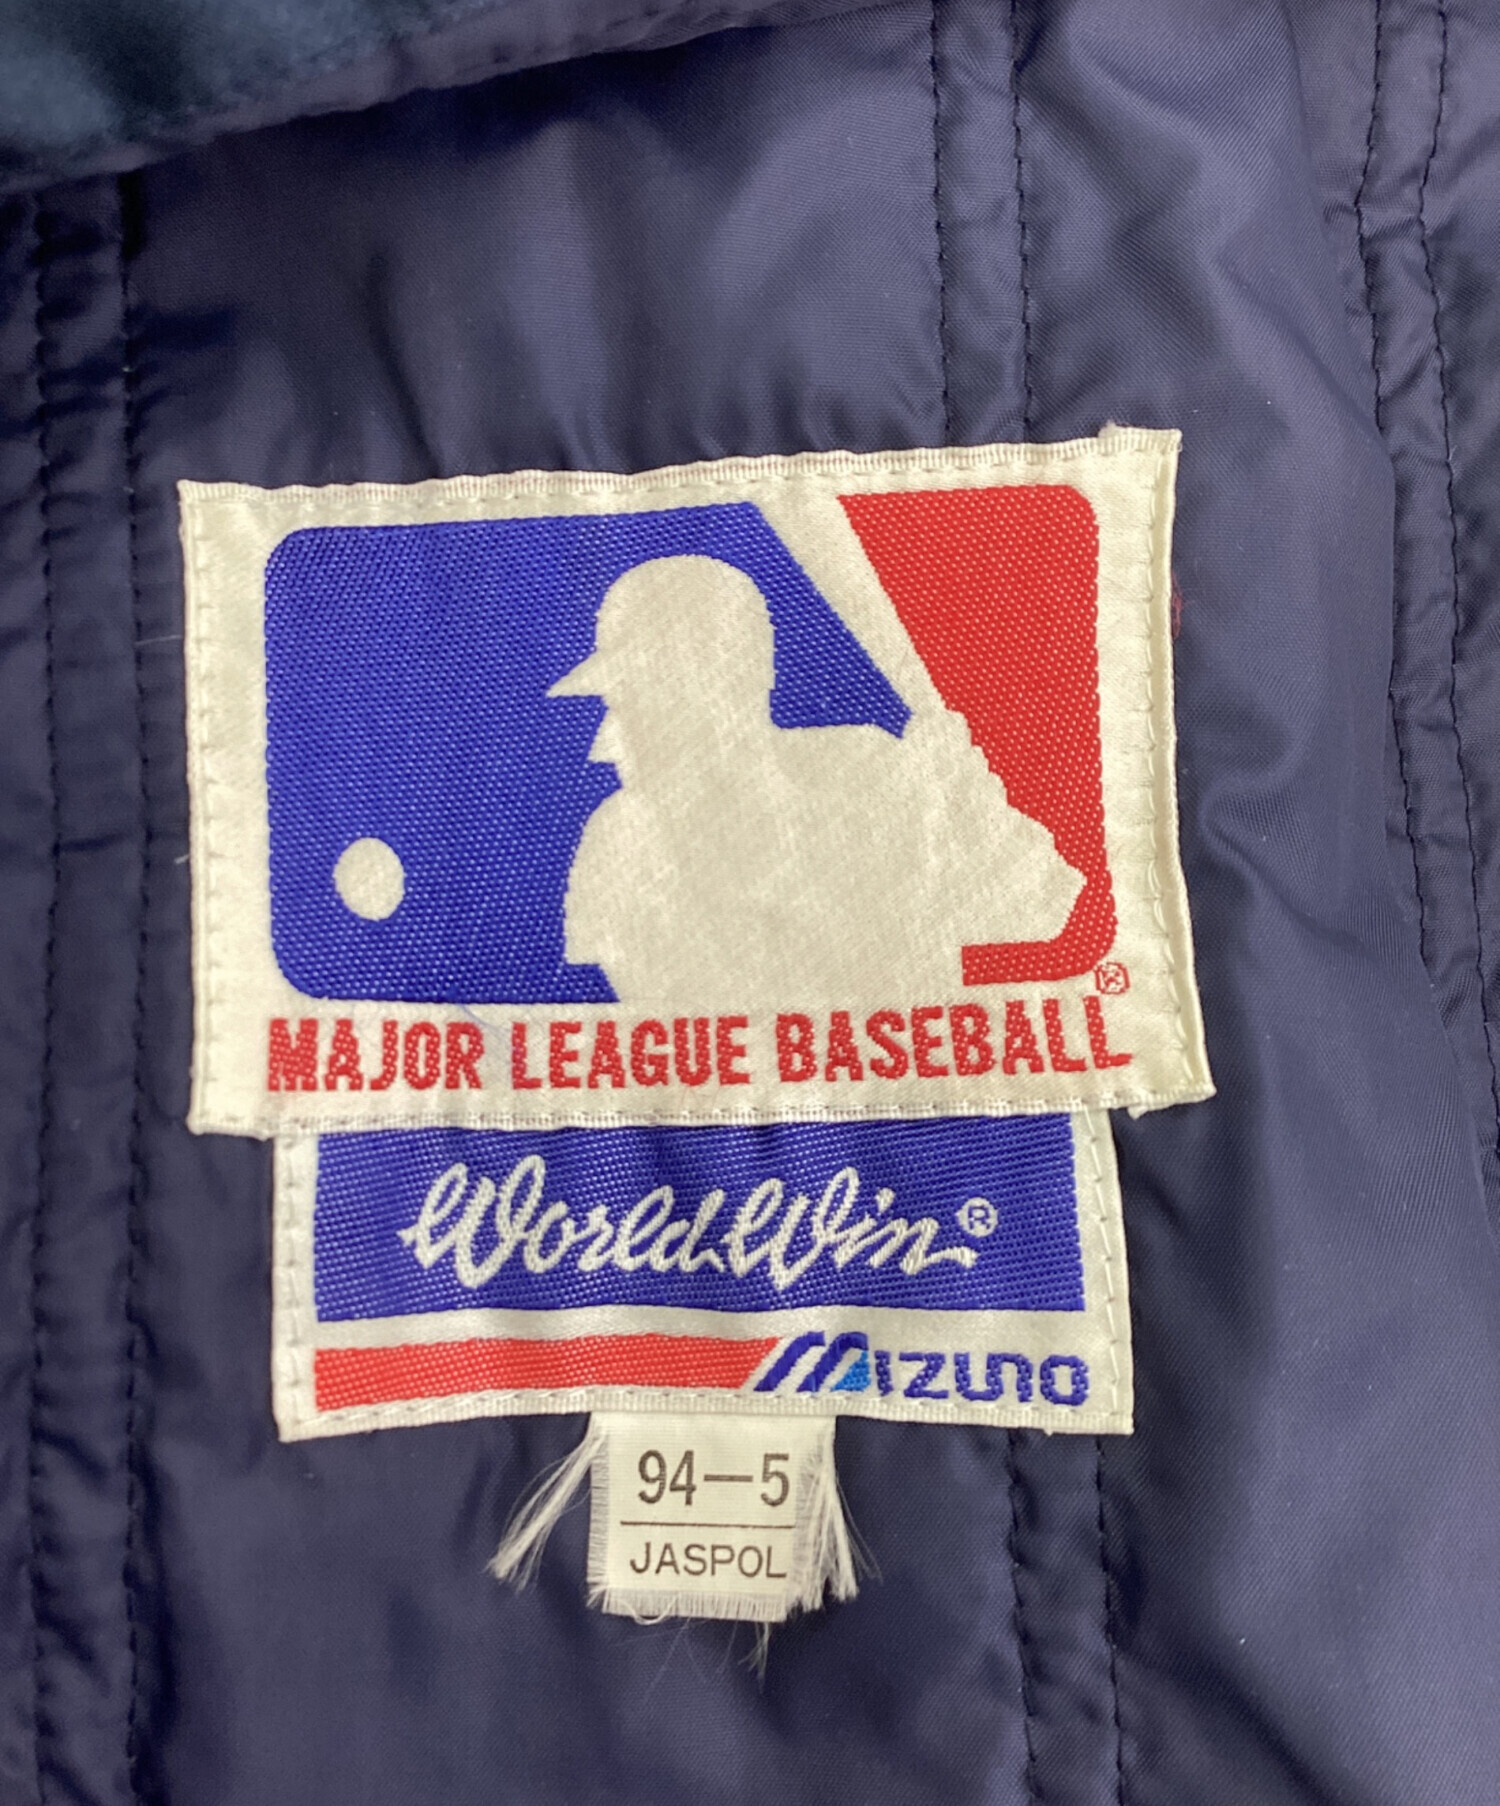 MAJOR LEAGUE BASEBALL®
World Win®
MIZUNO
94-5
JASPOL